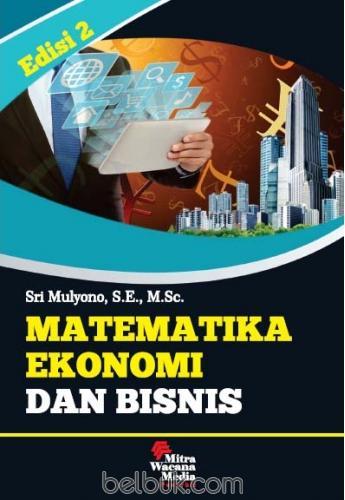 Edisi 2
Sri Mulyono, S.E., M.Sc.
MATEMATIKA
EKONOMI
DAN BISNIS
Mitra
Wacana
Media
belbuk.com